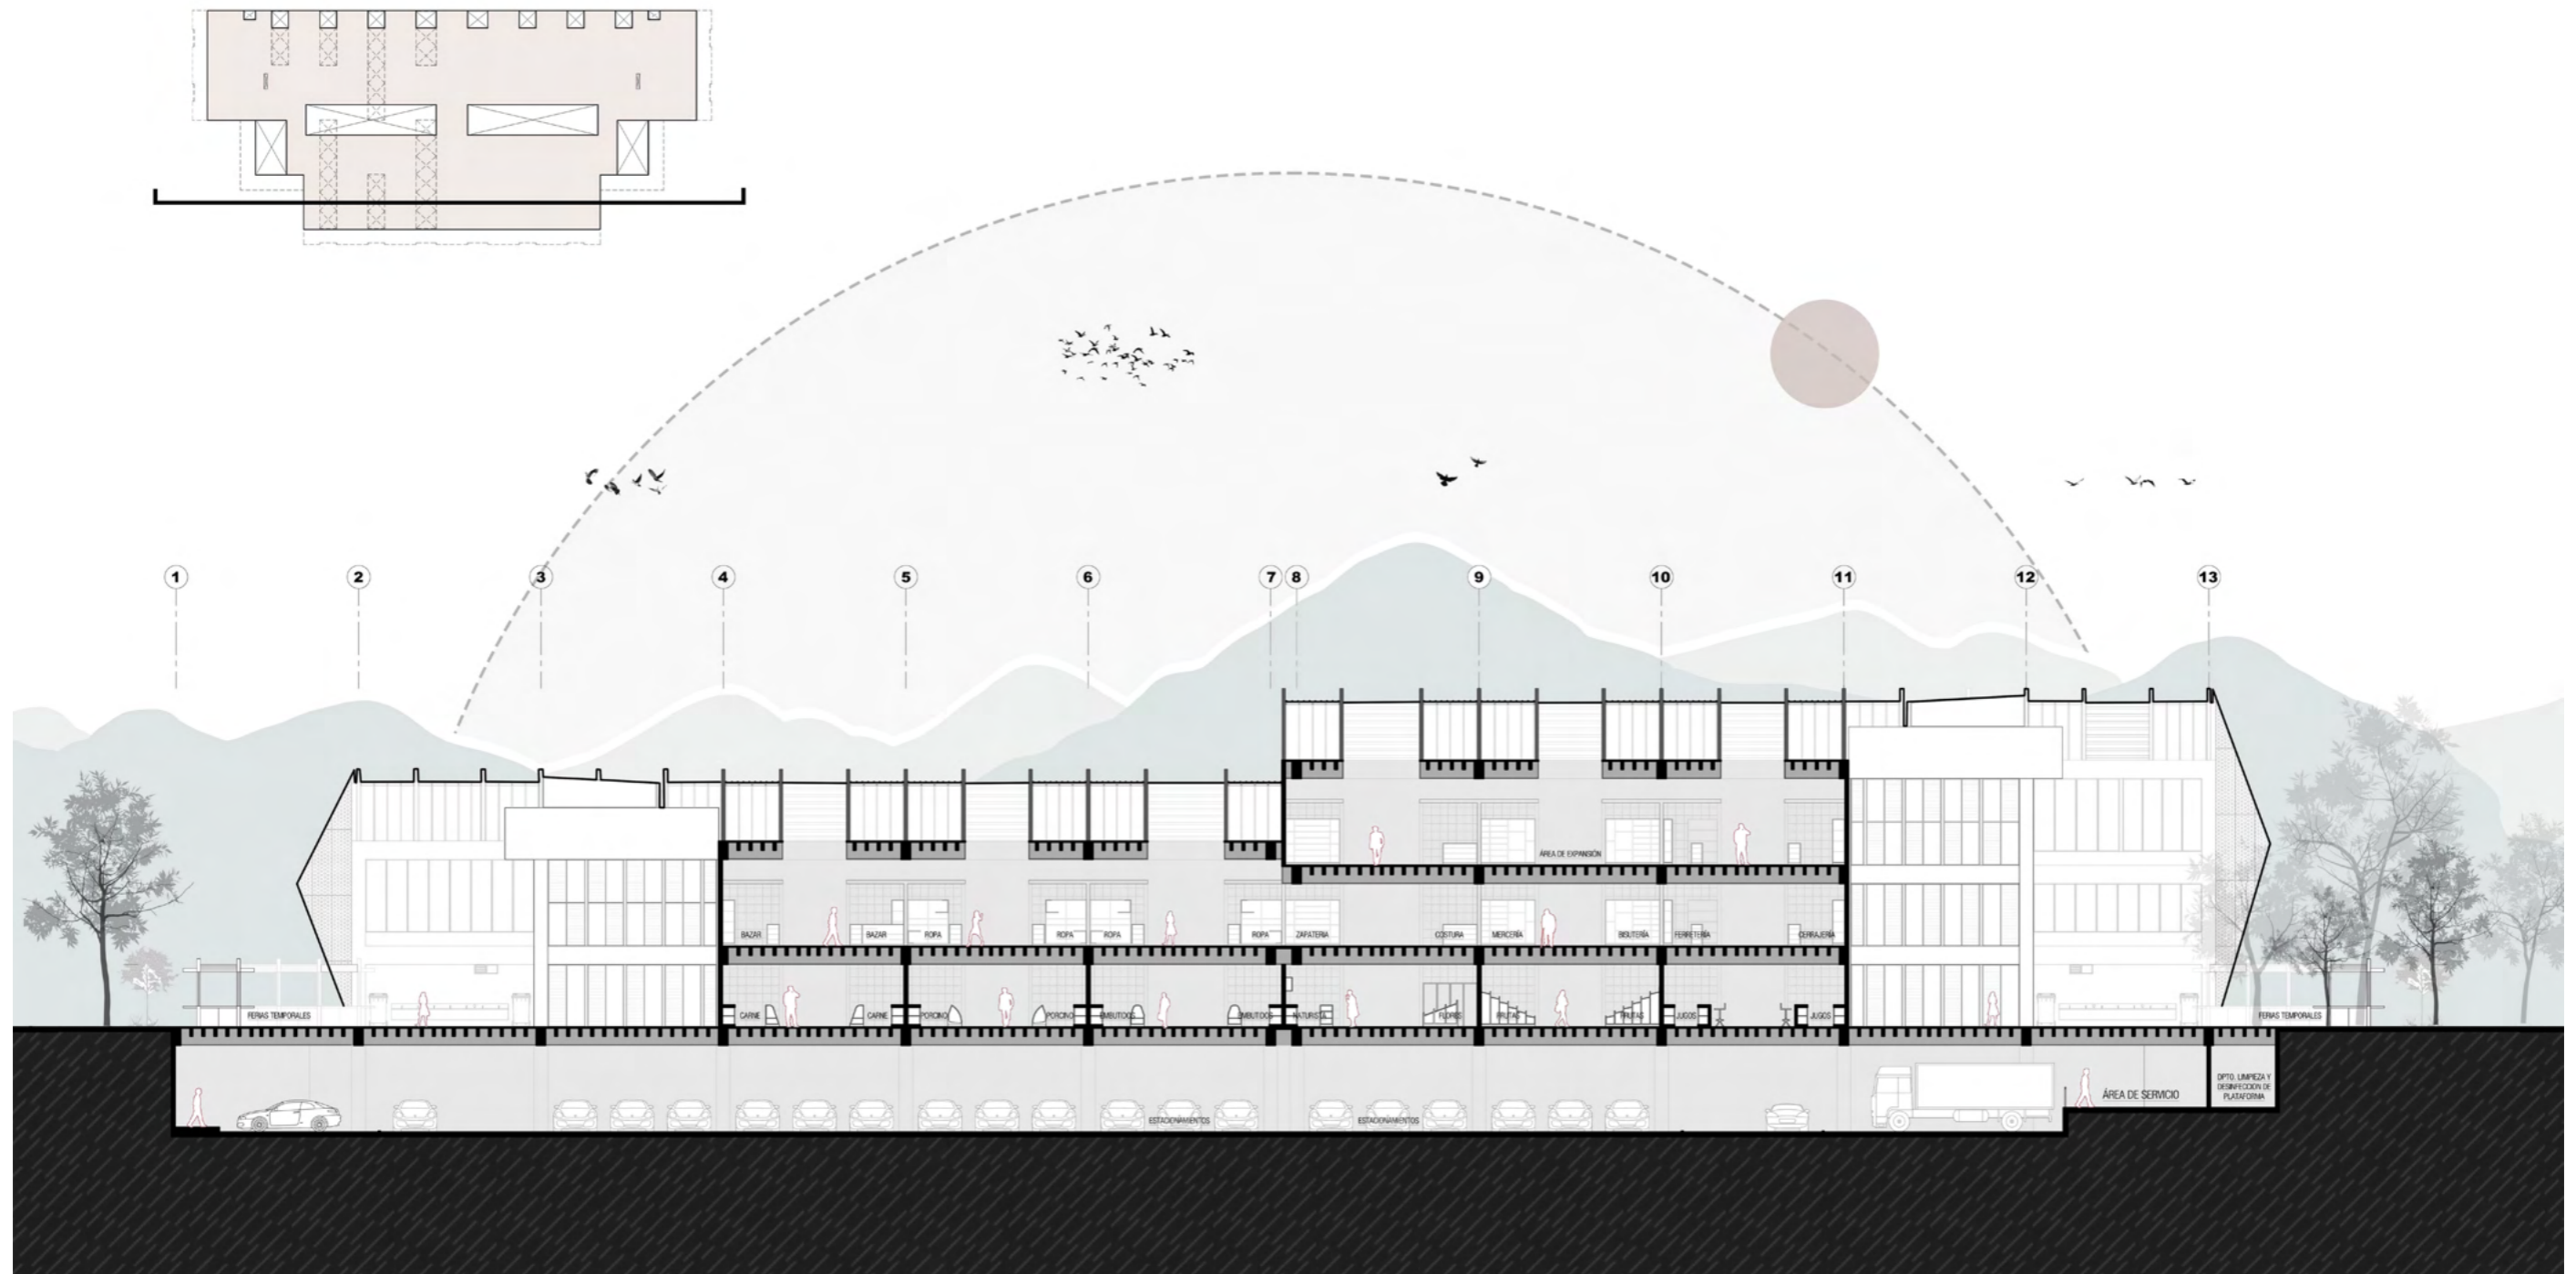 1 2 3 4 5 6 7 8 9 10 11 12 13
ÁREA DE EXPANSIÓN
BAZAR BAZAR ROPA ROPA ROPA ROPA ZAPATERIA COSTURA MERCERÍA BISUTERÍA FERRETERÍA CERRAJERÍA
FERIAS TEMPORALES CARNE CARNE PORCINO PORCINO EMBUTIDOS EMBUTIDOS NATURISTA FLORES FRUTAS FRUTAS JUGOS JUGOS FERIAS TEMPORALES
ESTACIONAMIENTOS ESTACIONAMIENTOS ÁREA DE SERVICIO
DPTO. LIMPIEZA Y
DESINFECCIÓN DE
PLATAFORMA